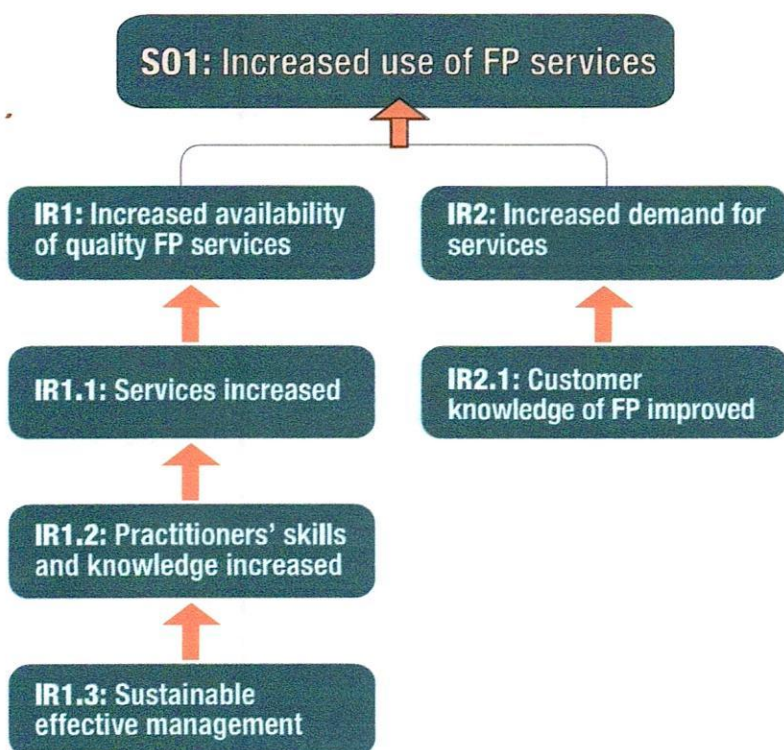 SO1: Increased use of FP services
IR1: Increased availability
of quality FP services
IR2: Increased demand for
services
IR1.1: Services increased
IR2.1: Customer
knowledge of FP improved
IR1.2: Practitioners’ skills
and knowledge increased
IR1.3: Sustainable
effective management